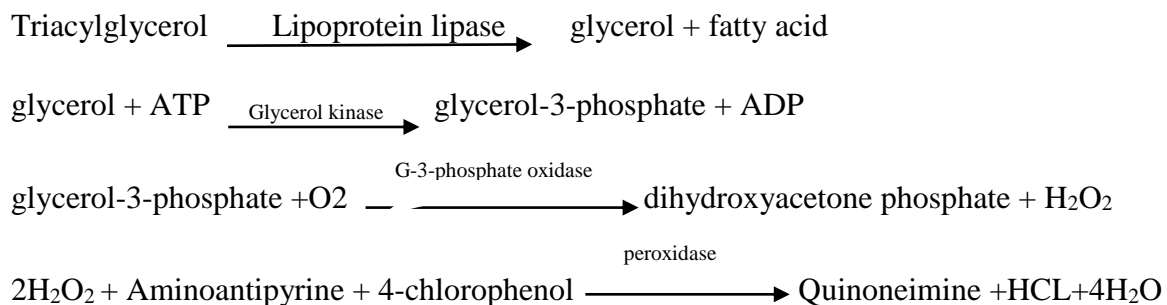 Triacylglycerol Lipoprotein lipase glycerol + fatty acid
glycerol + ATP Glycerol kinase glycerol-3-phosphate + ADP
G-3-phosphate oxidase
glycerol-3-phosphate +O2 dihydroxyacetone phosphate + H₂O₂
peroxidase
2H₂O₂ + Aminoantipyrine + 4-chlorophenol Quinoneimine +HCL+4H₂O